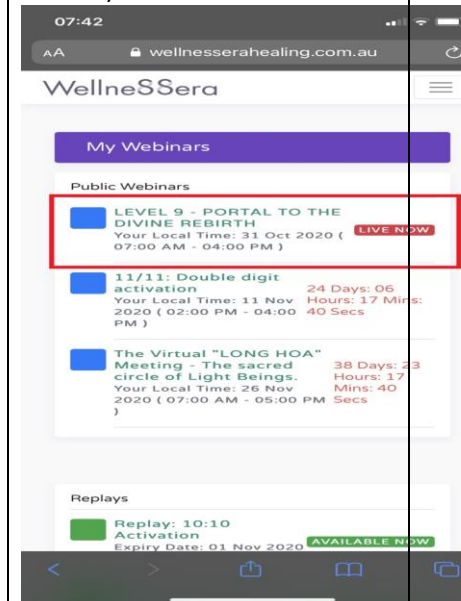 07:42
AA wellnesserahealing.com.au
WellneSSera
My Webinars
Public Webinars
LEVEL 9 - PORTAL TO THE
DIVINE REBIRTH
Your Local Time: 31 Oct 2020 (
07:00 AM - 04:00 PM )
LIVE NOW
11/11: Double digit
activation
Your Local Time: 11 Nov
2020 ( 02:00 PM - 04:00
PM )
24 Days: 06
Hours: 17 Mins:
40 Secs
The Virtual "LONG HOA"
Meeting - The sacred
circle of Light Beings.
Your Local Time: 26 Nov
2020 ( 07:00 AM - 05:00 PM
)
38 Days: 23
Hours: 17
Mins: 40
Secs
Replays
Replay: 10:10
Activation
Expiry Date: 01 Nov 2020
AVAILABLE NOW